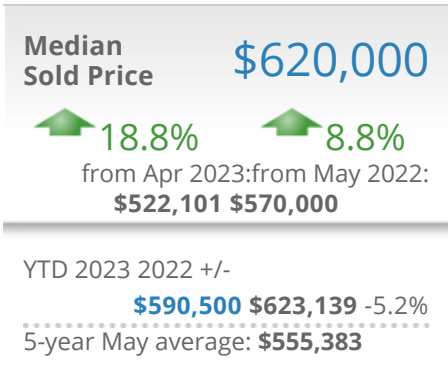 Median
Sold Price
$620,000
18.8% 8.8%
from Apr 2023:from May 2022:
$522,101 $570,000
YTD 2023 2022 +/-
$590,500 $623,139 -5.2%
5-year May average: $555,383